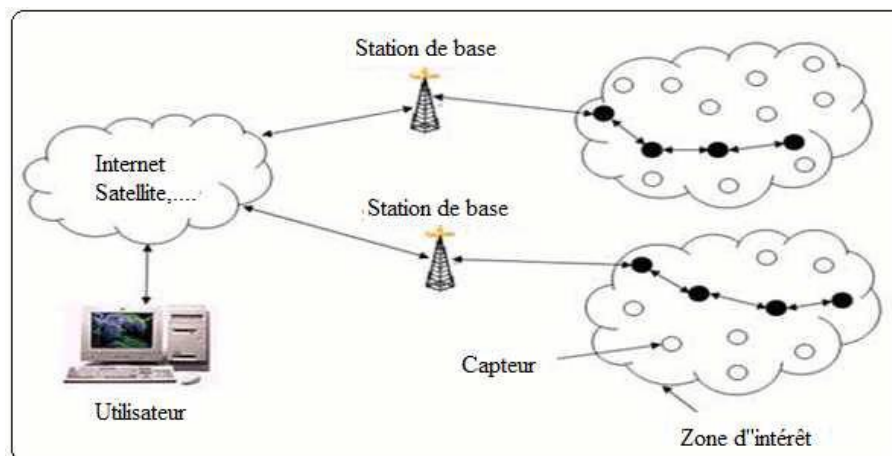 Station de base
Internet
Satellite,....
Station de base
Capteur
Utilisateur
Zone d"intérêt